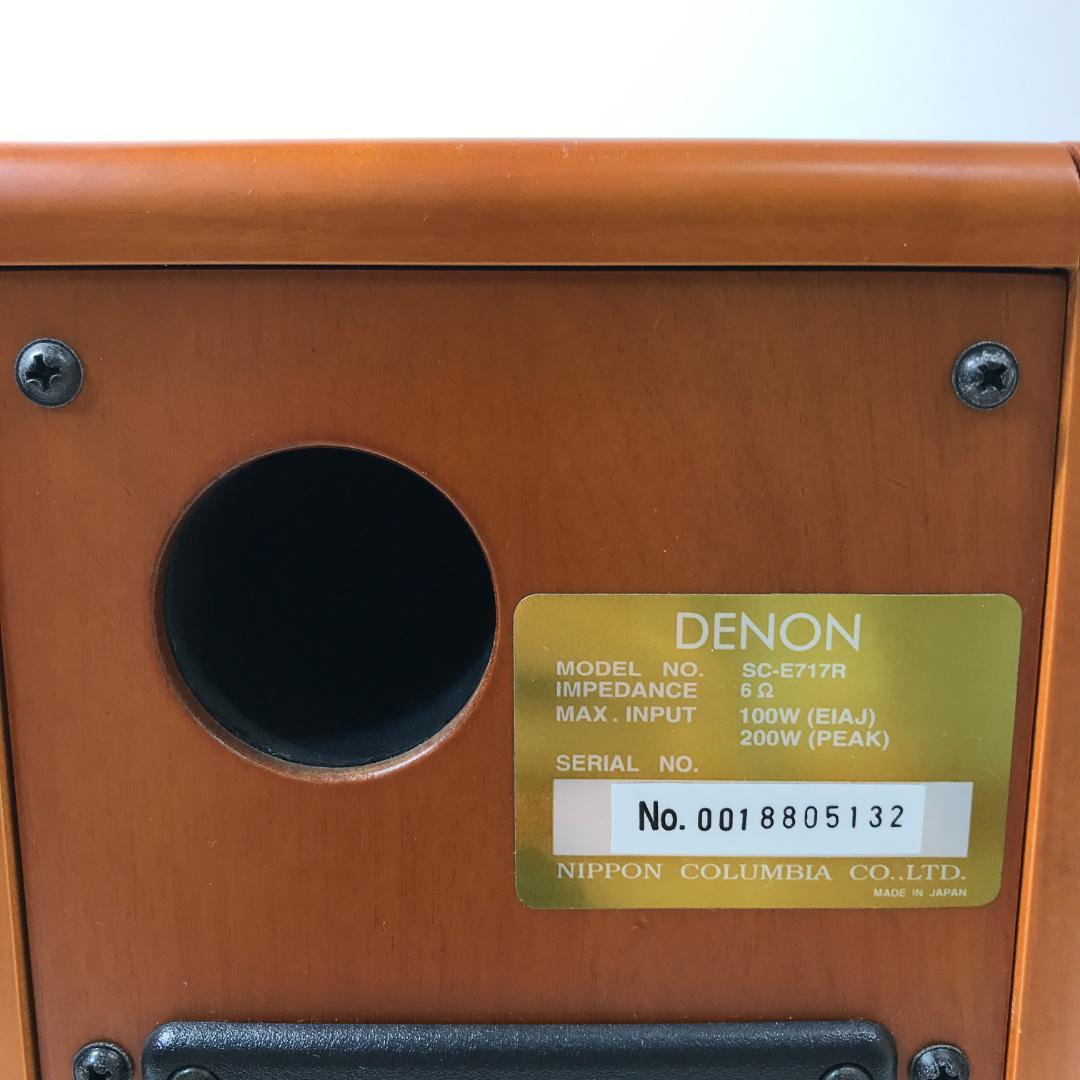 DENON
MODEL NO. SC-E717R
IMPEDANCE 6 Ω
MAX. INPUT 100W (EIAJ)
200W (PEAK)
SERIAL NO.
No. 0018805132
NIPPON COLUMBIA CO.,LTD.
MADE IN JAPAN